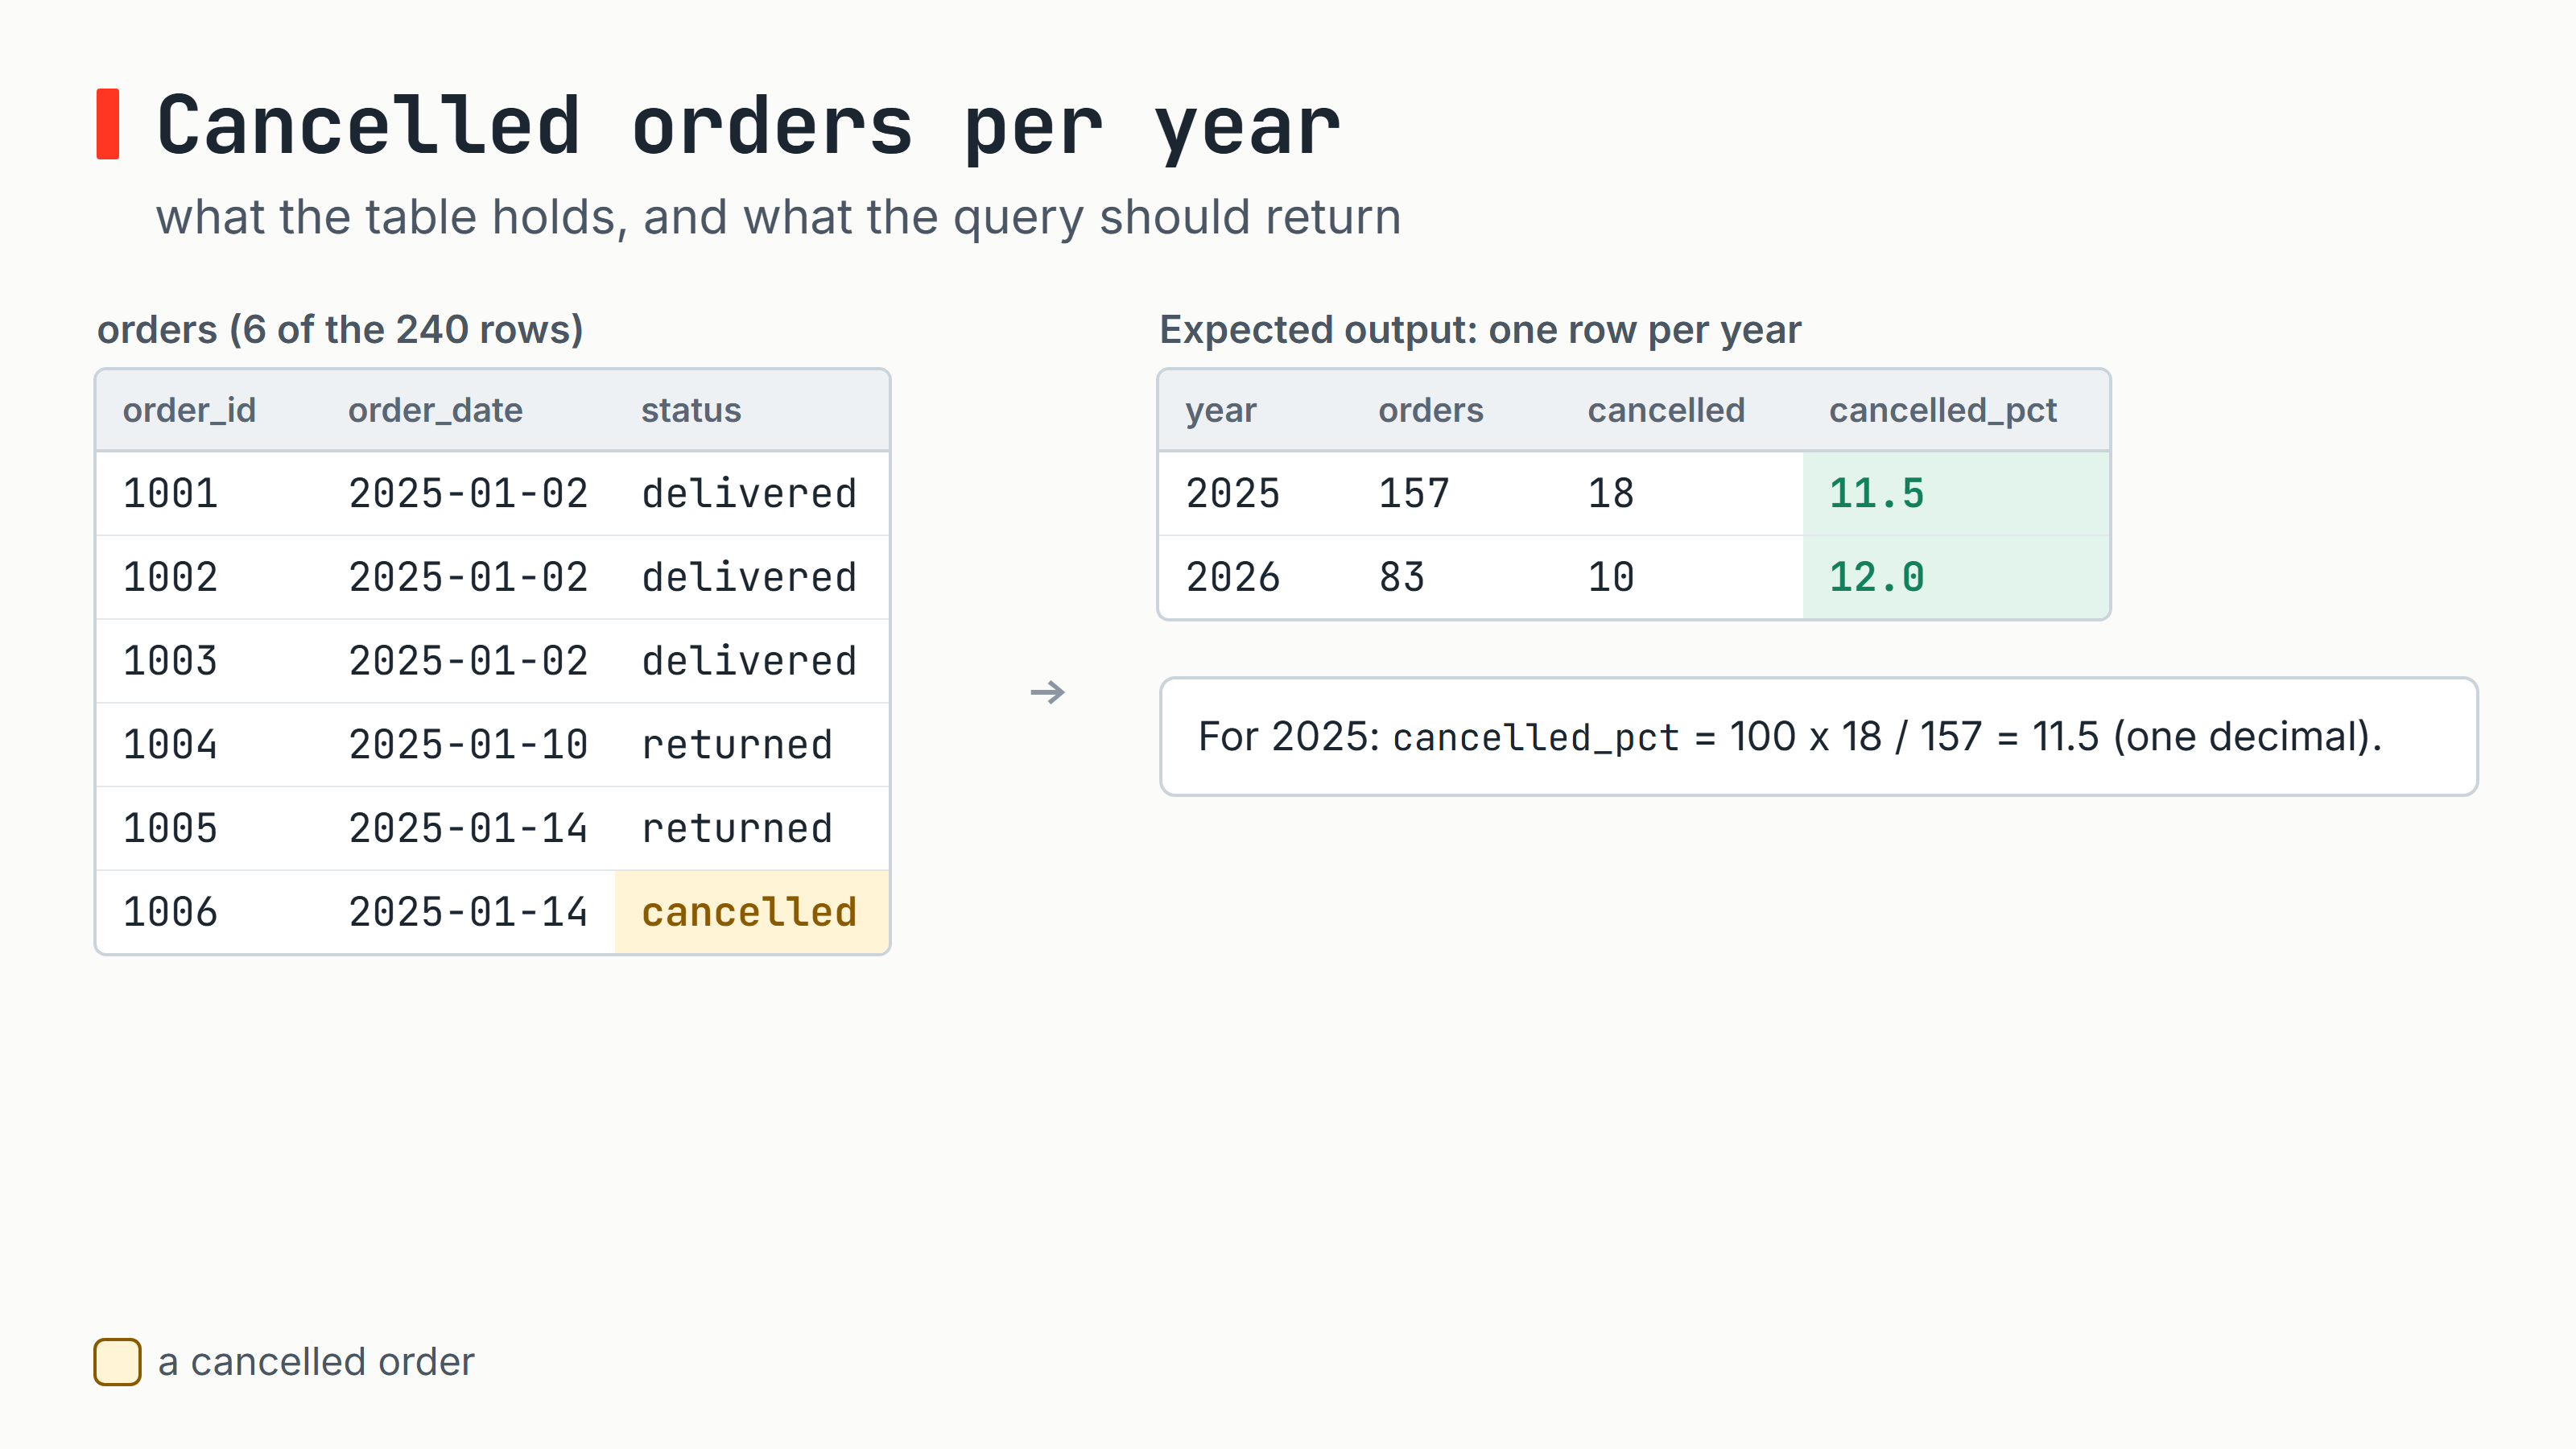 Cancelled orders per year
what the table holds, and what the query should return
orders (6 of the 240 rows)
order_id order_date status
1001 2025-01-02 delivered
1002 2025-01-02 delivered
1003 2025-01-02 delivered
1004 2025-01-10 returned
1005 2025-01-14 returned
1006 2025-01-14 cancelled
→
Expected output: one row per year
year orders cancelled cancelled_pct
2025 157 18 11.5
2026 83 10 12.0
For 2025: cancelled_pct = 100 x 18 / 157 = 11.5 (one decimal).
a cancelled order